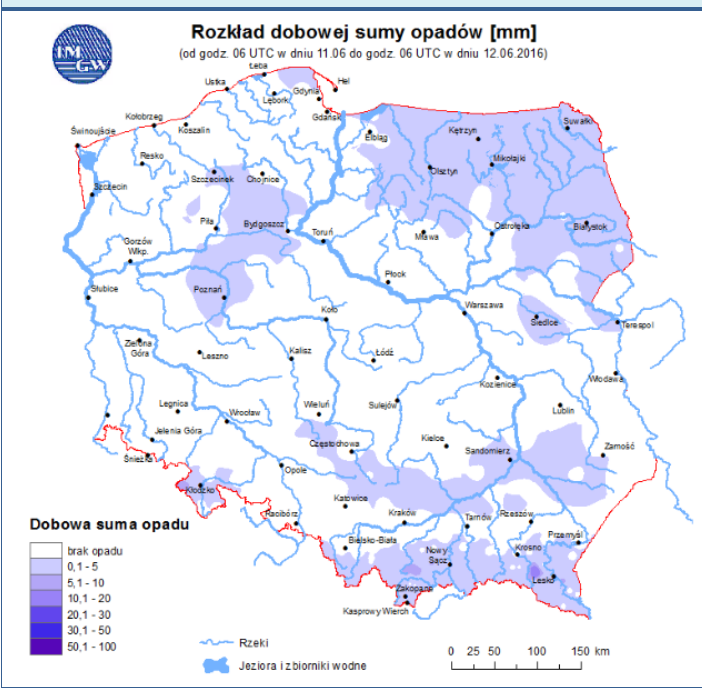 Rozkład dobowej sumy opadów [mm]
(od godz. 06 UTC w dniu 11.06 do godz. 06 UTC w dniu 12.06.2016)
IM
GW
Łeba
Hel
Ustka
Gdynia
Lębork
Gdańsk
Suwałki
Kołobrzeg
Koszalin
Kętrzyn
Elbląg
Świnoujście
Resko
Mikołajki
Olsztyn
Szczecinek
Chojnice
Szczecin
Piła
Bydgoszcz
Toruń
Mława
Ostrołęka
Białystok
Gorzów
Wlkp.
Płock
Słubice
Poznań
Koło
Warszawa
Siedlce
Terespol
Zielona
Góra
Leszno
Kalisz
Łódź
Kozienice
Włodawa
Legnica
Wrocław
Wieluń
Sulejów
Lublin
Jelenia Góra
Częstochowa
Kielce
Sandomierz
Zamość
Śnieżka
Opole
Kłodzko
Katowice
Racibórz
Kraków
Tarnów
Rzeszów
Bielsko-Biała
Nowy
Sącz
Krosno
Przemyśl
Lesko
Zakopane
Kasprowy Wierch
Dobowa suma opadu
brak opadu
0,1 - 5
5,1 - 10
10,1 - 20
20,1 - 30
30,1 - 50
50,1 - 100
Rzeki
Jeziora i zbiorniki wodne
0 25 50 100 150 km